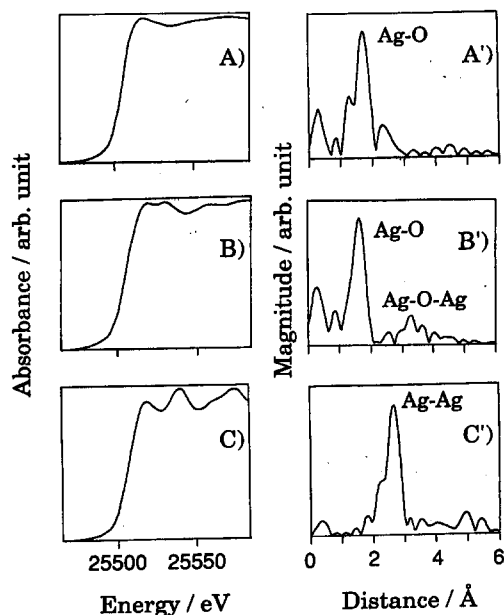 A)
Ag-O
A')
B)
Ag-O
B')
Ag-O-Ag
C)
Ag-Ag
C')
Absorbance / arb. unit
Magnitude / arb. unit
25500 25550
0 2 4 6
Energy / eV
Distance / Å